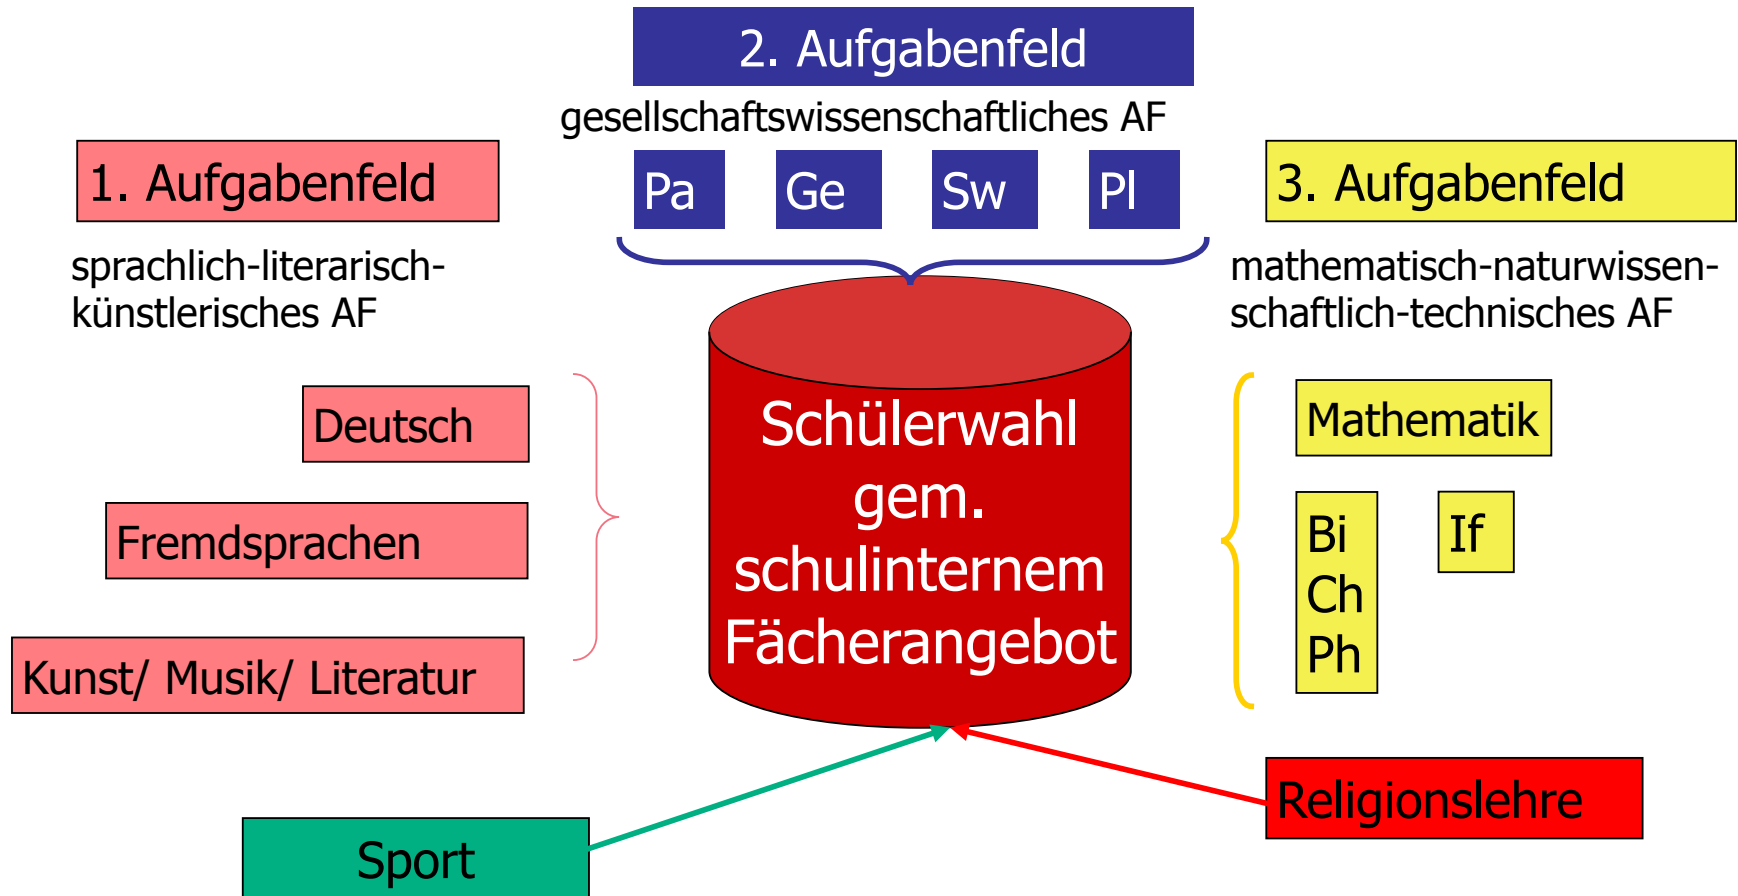 2. Aufgabenfeld
gesellschaftswissenschaftliches AF
Pa
Ge
Sw
Pl
1. Aufgabenfeld
sprachlich-literarisch-
künstlerisches AF
Deutsch
Fremdsprachen
Kunst/ Musik/ Literatur
Schülerwahl
gem.
schulinternem
Fächerangebot
3. Aufgabenfeld
mathematisch-naturwissen-
schaftlich-technisches AF
Mathematik
Bi
Ch
Ph
If
Sport
Religionslehre